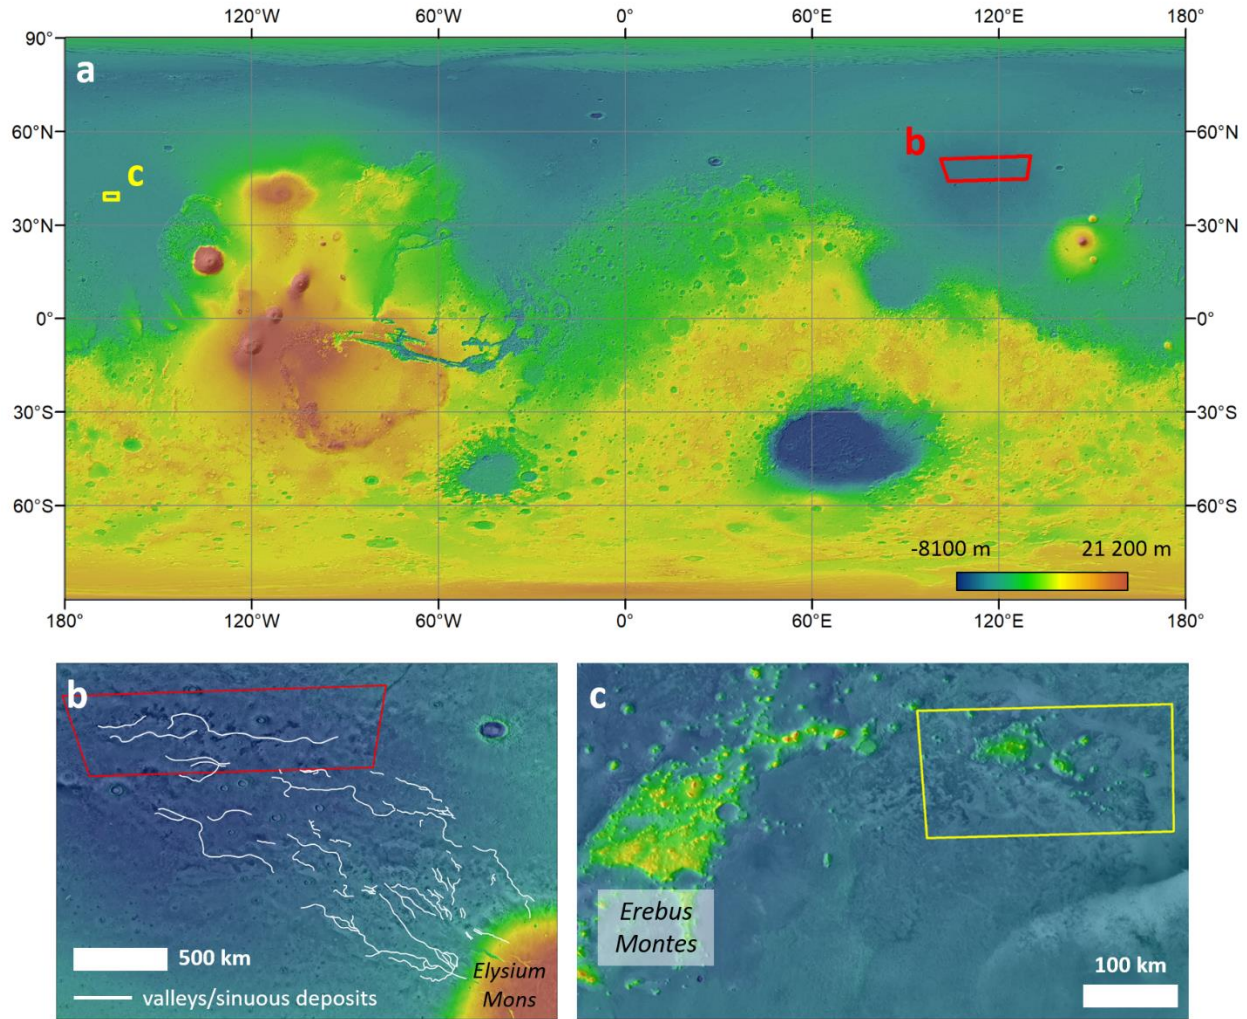 120°W 60°W 0° 60°E 120°E 180°
90°
a
60°N 60°N
b
c
30°N 30°N
0° 0°
30°S 30°S
60°S 60°S
-8100 m 21 200 m
180° 120°W 60°W 0° 60°E 120°E 180°
b
500 km
valleys/sinuous deposits
Elysium
Mons
c
Erebus
Montes
100 km